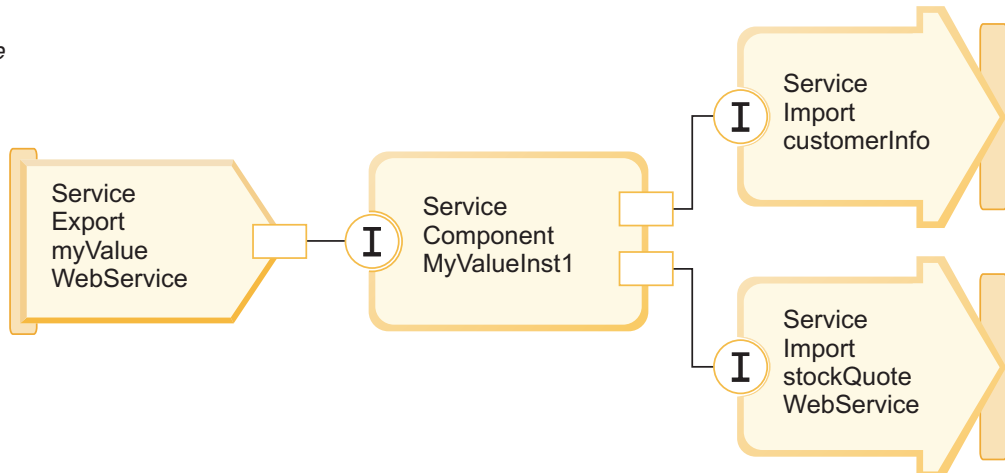 e
Service
Export
myValue
WebService
I
Service
Component
MyValueInst1
I
Service
Import
customerInfo
I
Service
Import
stockQuote
WebService